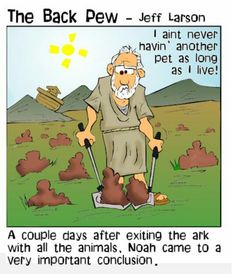 The Back Pew - Jeff Larson
I aint never
havin' another
pet as long
as I live!
A couple days after exiting the ark
with all the animals, Noah came to a
very important conclusion.